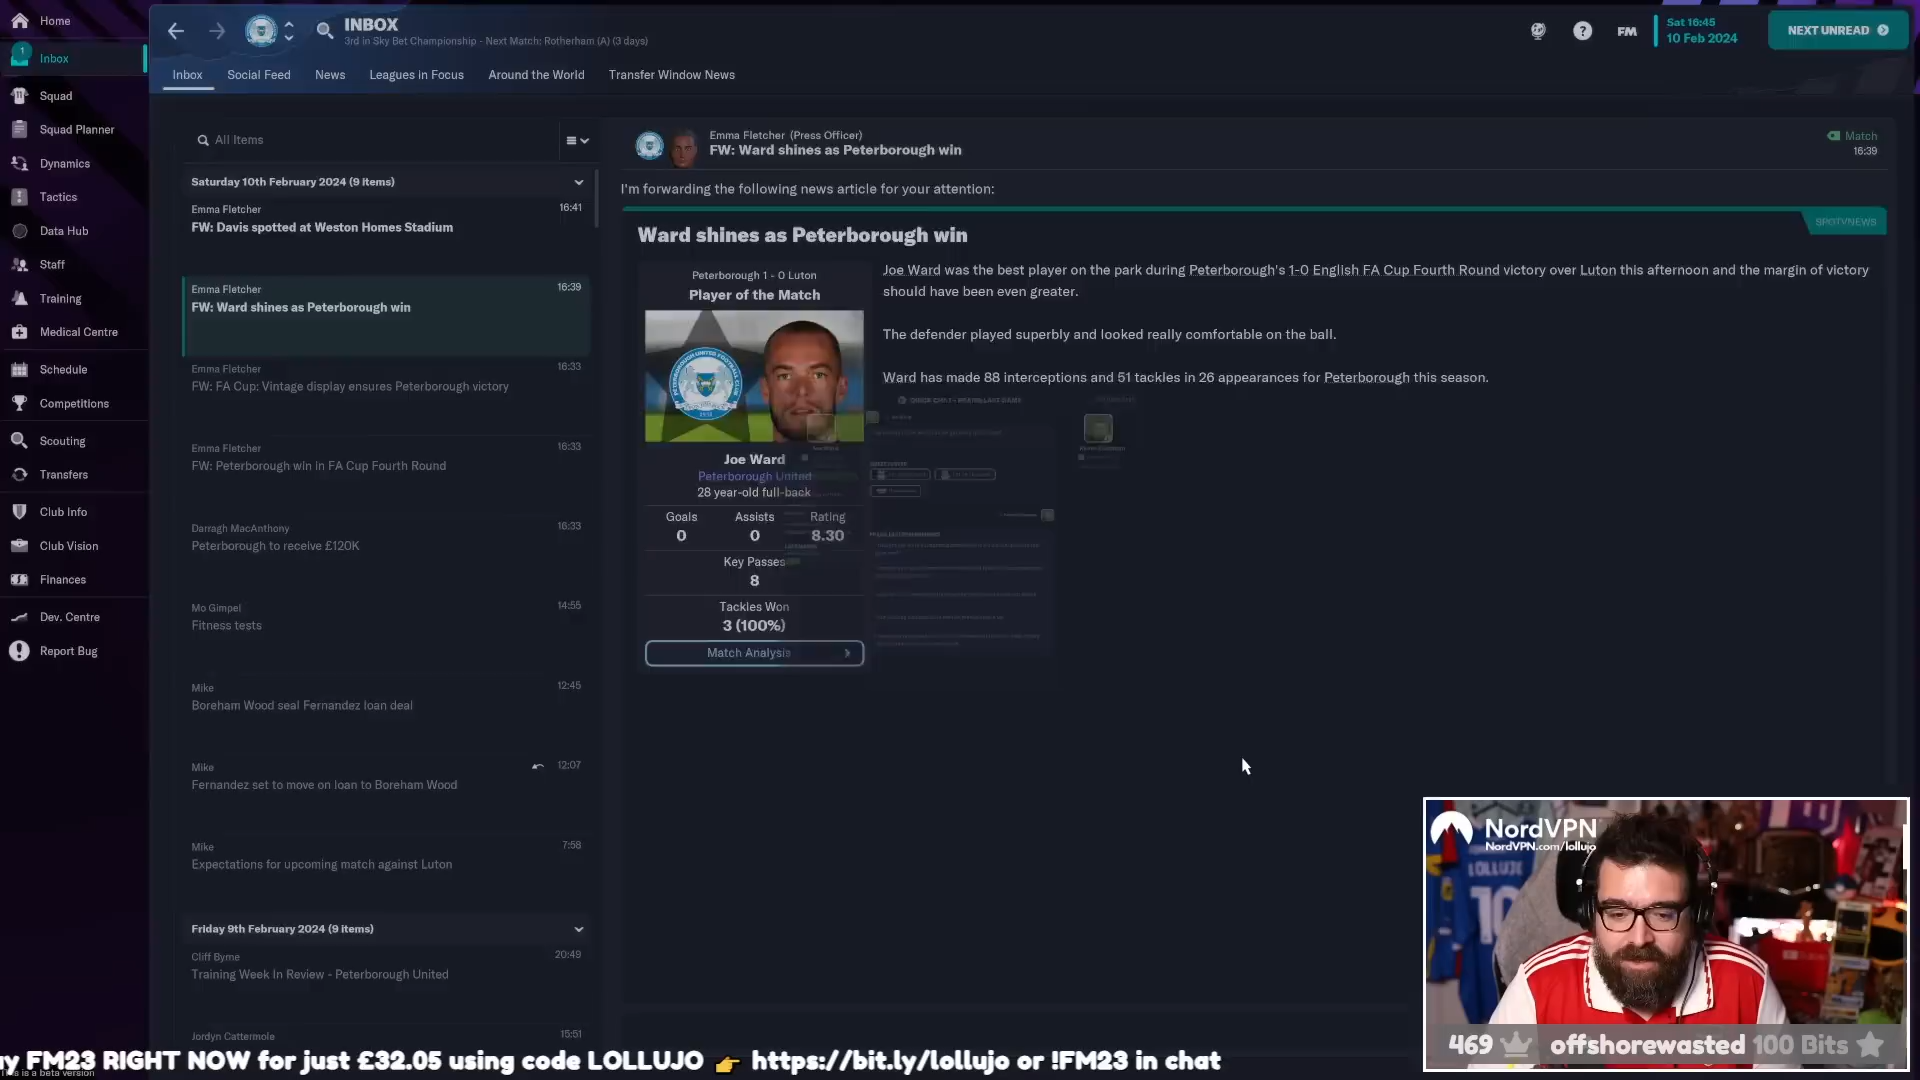 Home
1
Inbox
Squad
Squad Planner
Dynamics
Tactics
Data Hub
Staff
Training
Medical Centre
Schedule
Competitions
Scouting
Transfers
Club Info
Club Vision
Finances
Dev. Centre
Report Bug
INBOX
3rd in Sky Bet Championship - Next Match: Rotherham (A) (3 days)
FM
Sat 16:45
10 Feb 2024
NEXT UNREAD
Inbox
Social Feed
News
Leagues in Focus
Around the World
Transfer Window News
All Items
Saturday 10th February 2024 (9 items)
Emma Fletcher 16:41
FW: Davis spotted at Weston Homes Stadium
Emma Fletcher 16:39
FW: Ward shines as Peterborough win
Emma Fletcher 16:33
FW: FA Cup: Vintage display ensures Peterborough victory
Emma Fletcher 16:33
FW: Peterborough win in FA Cup Fourth Round
Darragh MacAnthony 16:33
Peterborough to receive £120K
Mo Gimpel 14:55
Fitness tests
Mike 12:45
Boreham Wood seal Fernandez loan deal
Mike 12:07
Fernandez set to move on loan to Boreham Wood
Mike 7:58
Expectations for upcoming match against Luton
Friday 9th February 2024 (9 items)
Cliff Byrne 20:49
Training Week In Review - Peterborough United
Jordyn Cattermole 15:51
Emma Fletcher (Press Officer)
FW: Ward shines as Peterborough win
Match
16:39
I'm forwarding the following news article for your attention:
SPOTVNEWS
Ward shines as Peterborough win
Peterborough 1 - 0 Luton
Player of the Match
Joe Ward
Peterborough United
28 year-old full-back
Goals Assists Rating
0 0 8.30
Key Passes
8
Tackles Won
3 (100%)
Match Analysis
Joe Ward was the best player on the park during Peterborough's 1-0 English FA Cup Fourth Round victory over Luton this afternoon and the margin of victory
should have been even greater.
The defender played superbly and looked really comfortable on the ball.
Ward has made 88 interceptions and 51 tackles in 26 appearances for Peterborough this season.
NordVPN
NordVPN.com/lollujo
LOLLUJO
10
469 offshorewasted 100 Bits
y FM23 RIGHT NOW for just £32.05 using code LOLLUJO 👉 https://bit.ly/lollujo or !FM23 in chat
This is a beta version